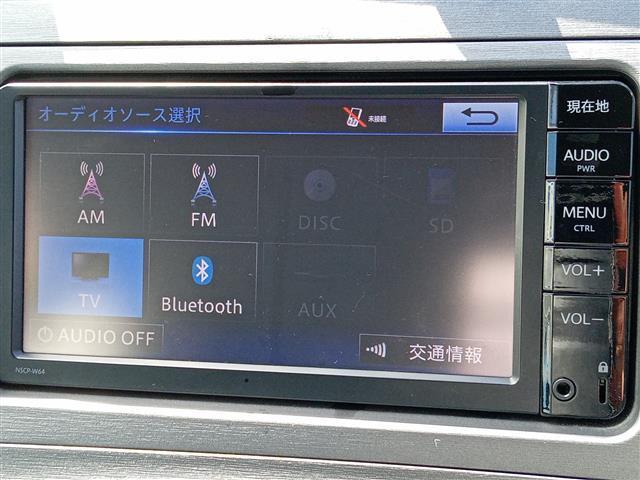 オーディオソース選択
未接続
現在地
AUDIO
PWR
MENU
CTRL
VOL+
VOL−
AM
FM
DISC
SD
TV
Bluetooth
AUX
AUDIO OFF
交通情報
NSCP-W64